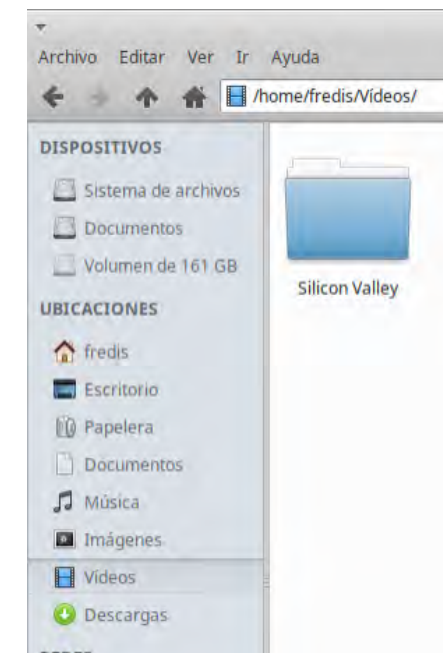 Archivo Editar Ver Ir Ayuda
/home/fredis/Vídeos/
DISPOSITIVOS
Sistema de archivos
Documentos
Volumen de 161 GB
UBICACIONES
fredis
Escritorio
Papelera
Documentos
Música
Imágenes
Vídeos
Descargas
Silicon Valley